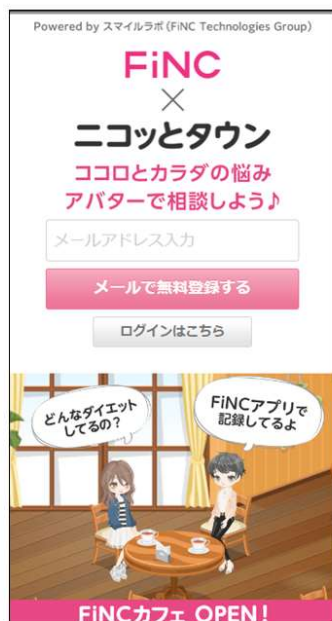 Powered by スマイルラボ (FiNC Technologies Group)
FiNC
×
ニコッとタウン
ココロとカラダの悩み
アバターで相談しよう♪
メールアドレス入力
メールで無料登録する
ログインはこちら
どんなダイエット
してるの？
FiNCアプリで
記録してるよ
FiNCカフェ OPEN！